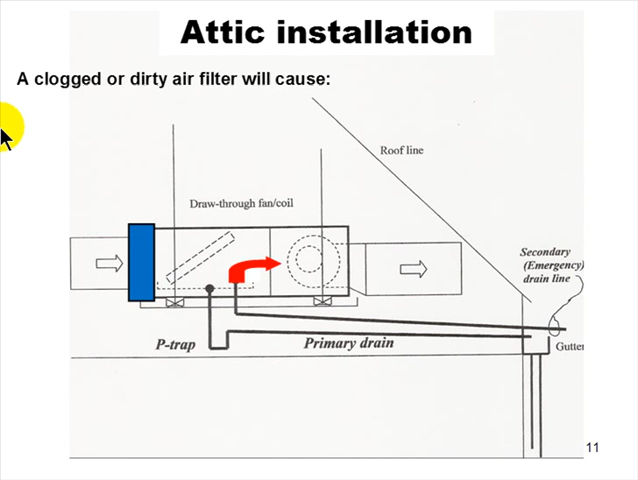 Attic installation
A clogged or dirty air filter will cause:
Roof line
Draw-through fan/coil
Secondary
(Emergency)
drain line
P-trap
Primary drain
Gutter
11